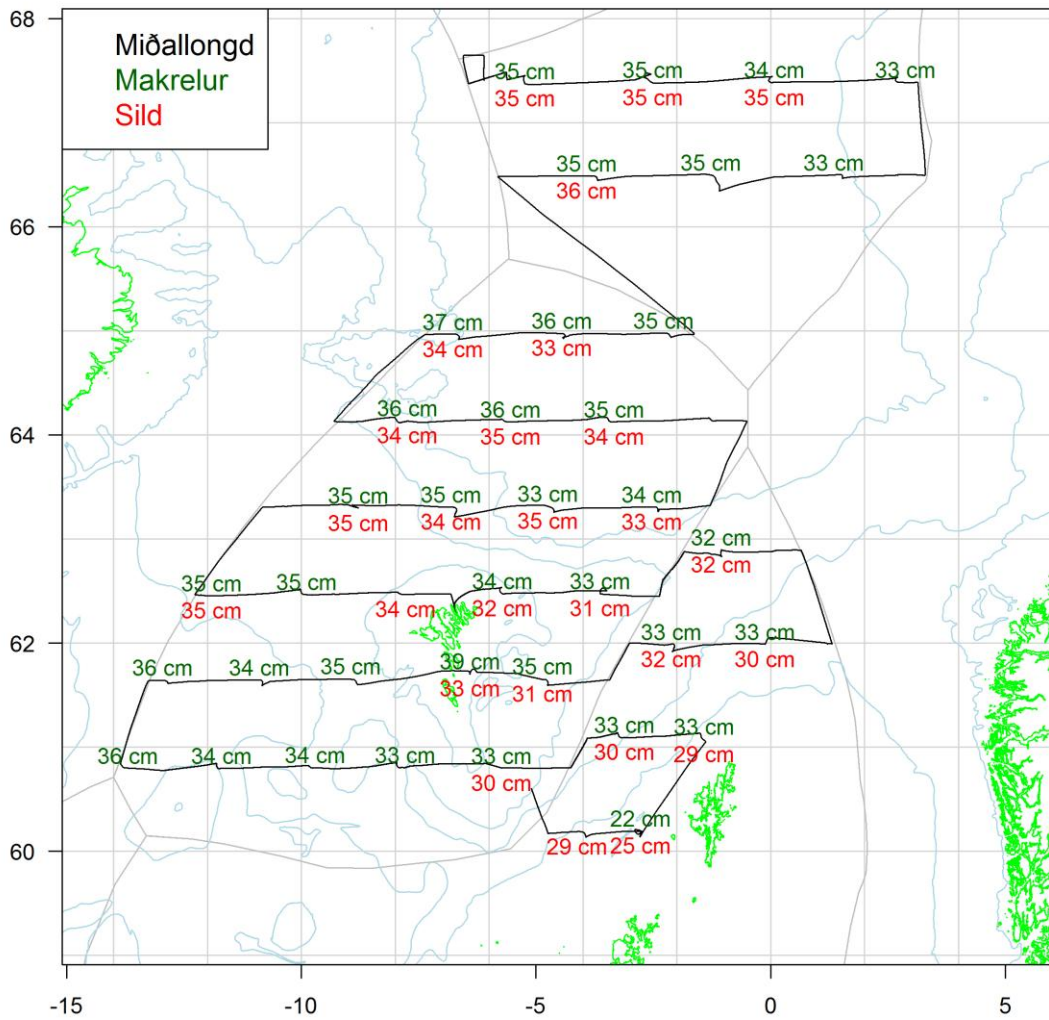 68
Miðallongd
Makrelur
Sild
35 cm 35 cm 34 cm 33 cm
35 cm 35 cm 35 cm
35 cm 35 cm 33 cm
36 cm
66
37 cm 36 cm 35 cm
34 cm 33 cm
36 cm 36 cm 35 cm
64
34 cm 35 cm 34 cm
35 cm 35 cm 33 cm 34 cm
35 cm 34 cm 35 cm 33 cm
32 cm
32 cm
35 cm 35 cm 34 cm 33 cm
35 cm 34 cm 32 cm 31 cm
33 cm 33 cm
62
32 cm 30 cm
36 cm 34 cm 35 cm 39 cm 35 cm
33 cm 31 cm
33 cm 33 cm
30 cm 29 cm
36 cm 34 cm 34 cm 33 cm 33 cm
30 cm
22 cm
60
29 cm 25 cm
-15 -10 -5 0 5